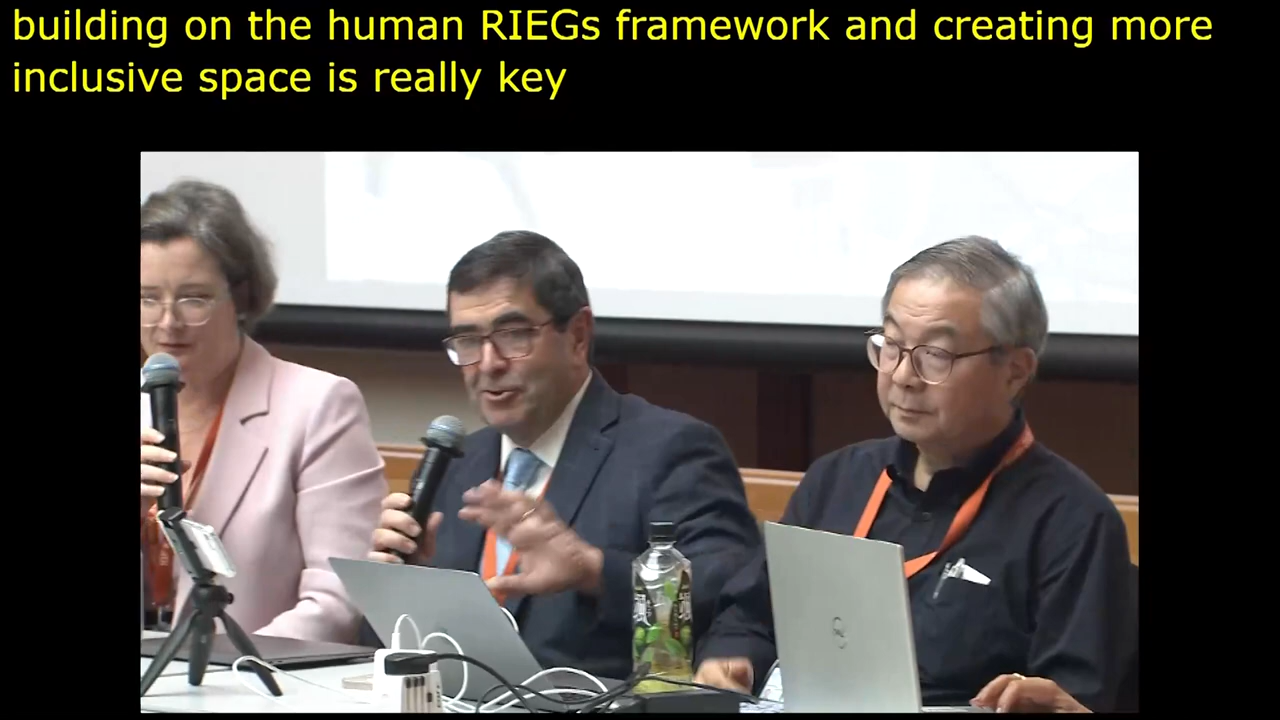 building on the human RIEGs framework and creating more
inclusive space is really key